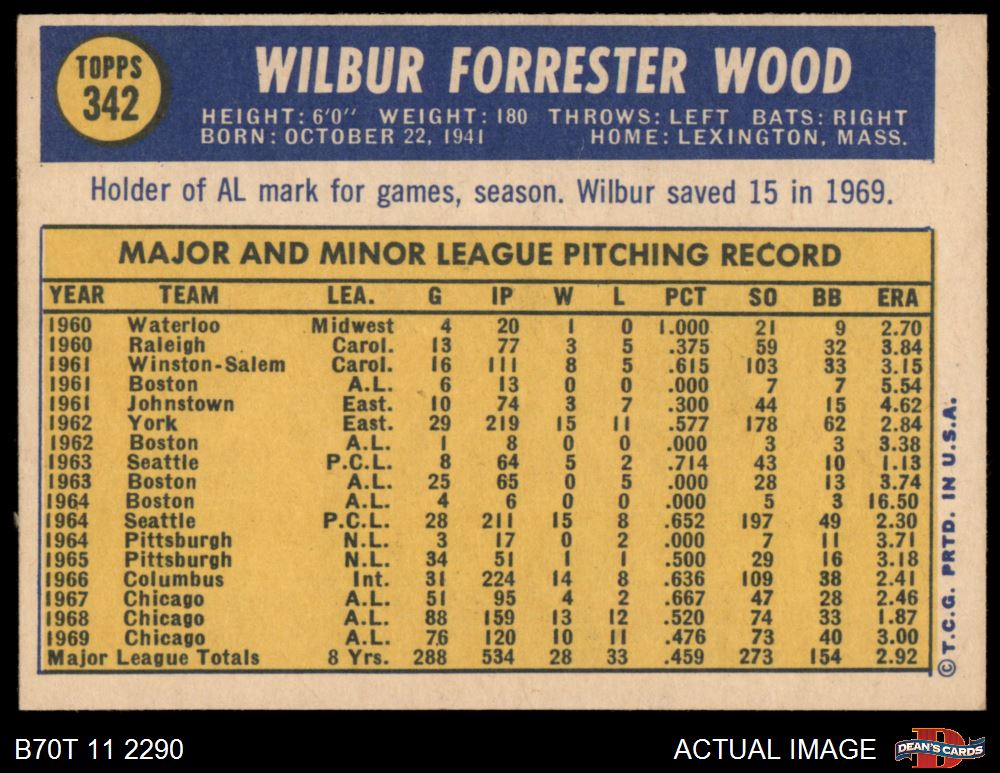 TOPPS
342
WILBUR FORRESTER WOOD
HEIGHT: 6'0" WEIGHT: 180 THROWS: LEFT BATS: RIGHT
BORN: OCTOBER 22, 1941 HOME: LEXINGTON, MASS.
Holder of AL mark for games, season. Wilbur saved 15 in 1969.
MAJOR AND MINOR LEAGUE PITCHING RECORD
YEAR TEAM LEA. G IP W L PCT SO BB ERA
1960 Waterloo Midwest 4 20 1 0 1.000 21 9 2.70
1960 Raleigh Carol. 13 77 3 5 .375 59 32 3.84
1961 Winston-Salem Carol. 16 111 8 5 .615 103 33 3.15
1961 Boston A.L. 6 13 0 0 .000 7 7 5.54
1961 Johnstown East. 10 74 3 7 .300 44 15 4.62
1962 York East. 29 219 15 11 .577 178 62 2.84
1962 Boston A.L. 1 8 0 0 .000 3 3 3.38
1963 Seattle P.C.L. 8 64 5 2 .714 43 10 1.13
1963 Boston A.L. 25 65 0 5 .000 28 13 3.74
1964 Boston A.L. 4 6 0 0 .000 5 3 16.50
1964 Seattle P.C.L. 28 211 15 8 .652 197 49 2.30
1964 Pittsburgh N.L. 3 17 0 2 .000 7 11 3.71
1965 Pittsburgh N.L. 34 51 1 1 .500 29 16 3.18
1966 Columbus Int. 31 224 14 8 .636 109 38 2.41
1967 Chicago A.L. 51 95 4 2 .667 47 28 2.46
1968 Chicago A.L. 88 159 13 12 .520 74 33 1.87
1969 Chicago A.L. 76 120 10 11 .476 73 40 3.00
Major League Totals 8 Yrs. 288 534 28 33 .459 273 154 2.92
©T.C.G. PRTD. IN U.S.A.
B70T 11 2290
ACTUAL IMAGE
DEAN'S CARDS